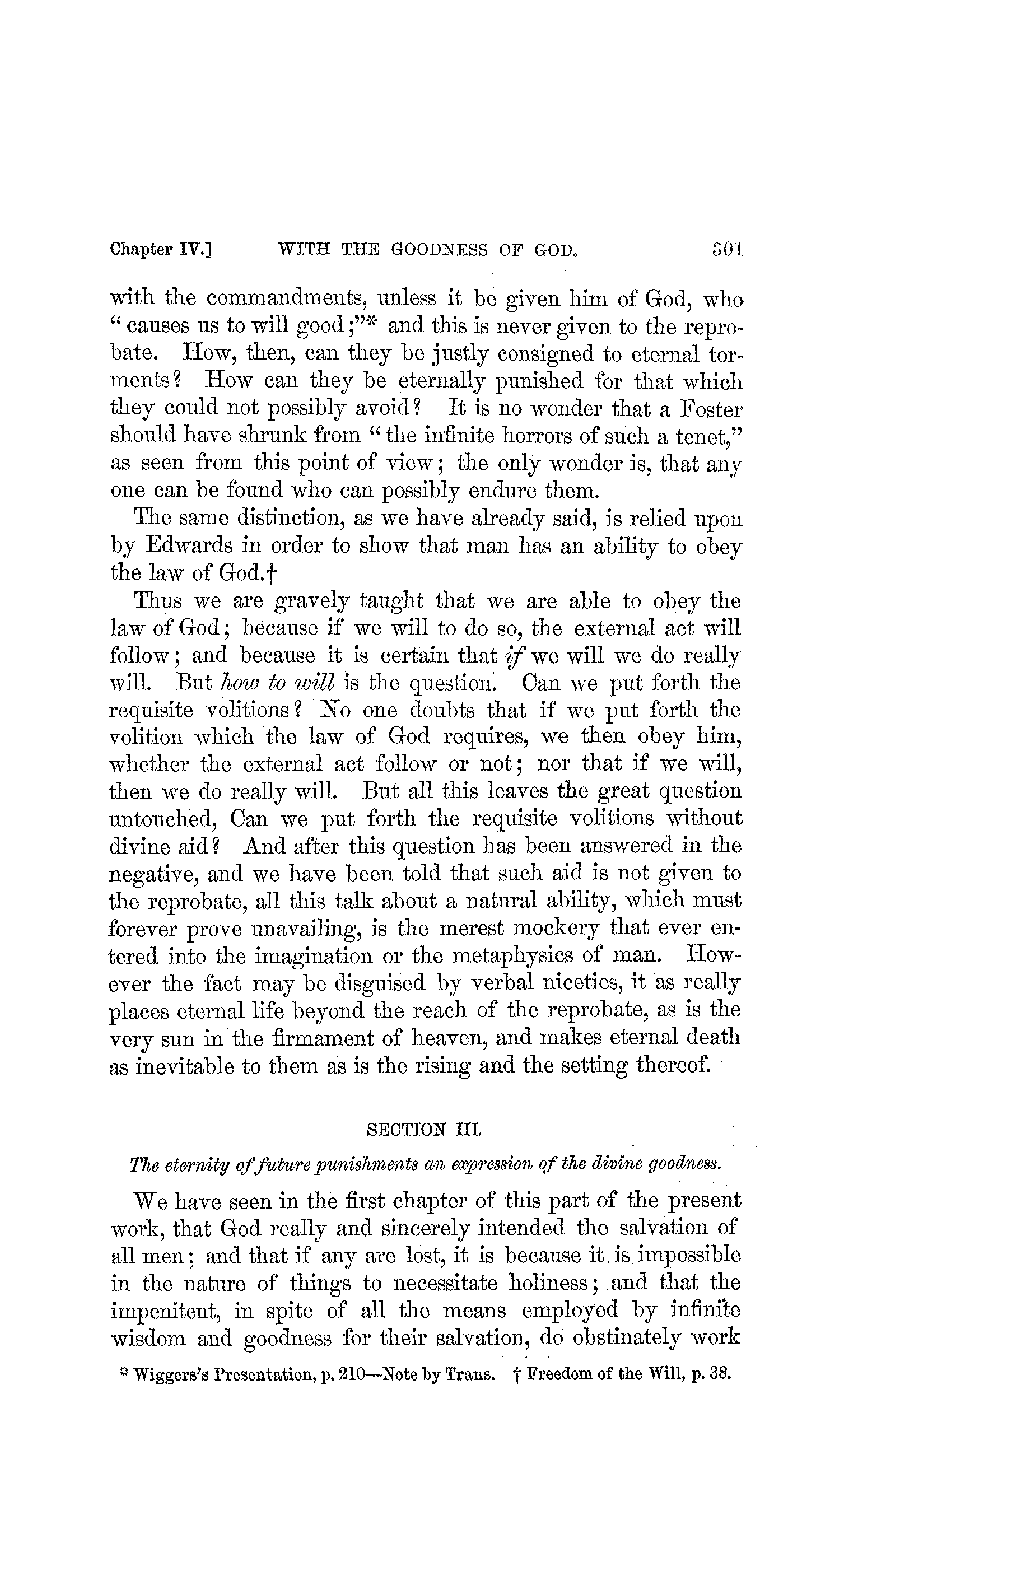 Chapter IV.] WITH THE GOODNESS OF GOD. 301
with the commandments, unless it be given him of God, who
“causes us to will good;”* and this is never given to the repro-
bate. How, then, can they be justly consigned to eternal tor-
ments? How can they be eternally punished for that which
they could not possibly avoid? It is no wonder that a Foster
should have shrunk from “the infinite horrors of such a tenet,”
as seen from this point of view; the only wonder is, that any
one can be found who can possibly endure them.
The same distinction, as we have already said, is relied upon
by Edwards in order to show that man has an ability to obey
the law of God.†
Thus we are gravely taught that we are able to obey the
law of God; because if we will to do so, the external act will
follow; and because it is certain that if we will we do really
will. But how to will is the question. Can we put forth the
requisite volitions? No one doubts that if we put forth the
volition which the law of God requires, we then obey him,
whether the external act follow or not; nor that if we will,
then we do really will. But all this leaves the great question
untouched, Can we put forth the requisite volitions without
divine aid? And after this question has been answered in the
negative, and we have been told that such aid is not given to
the reprobate, all this talk about a natural ability, which must
forever prove unavailing, is the merest mockery that ever en-
tered into the imagination or the metaphysics of man. How-
ever the fact may be disguised by verbal niceties, it as really
places eternal life beyond the reach of the reprobate, as is the
very sun in the firmament of heaven, and makes eternal death
as inevitable to them as is the rising and the setting thereof.
SECTION III.
The eternity of future punishments an expression of the divine goodness.
We have seen in the first chapter of this part of the present
work, that God really and sincerely intended the salvation of
all men; and that if any are lost, it is because it is impossible
in the nature of things to necessitate holiness; and that the
impenitent, in spite of all the means employed by infinite
wisdom and goodness for their salvation, do obstinately work
* Wiggers's Presentation, p. 210—Note by Trans. † Freedom of the Will, p. 38.